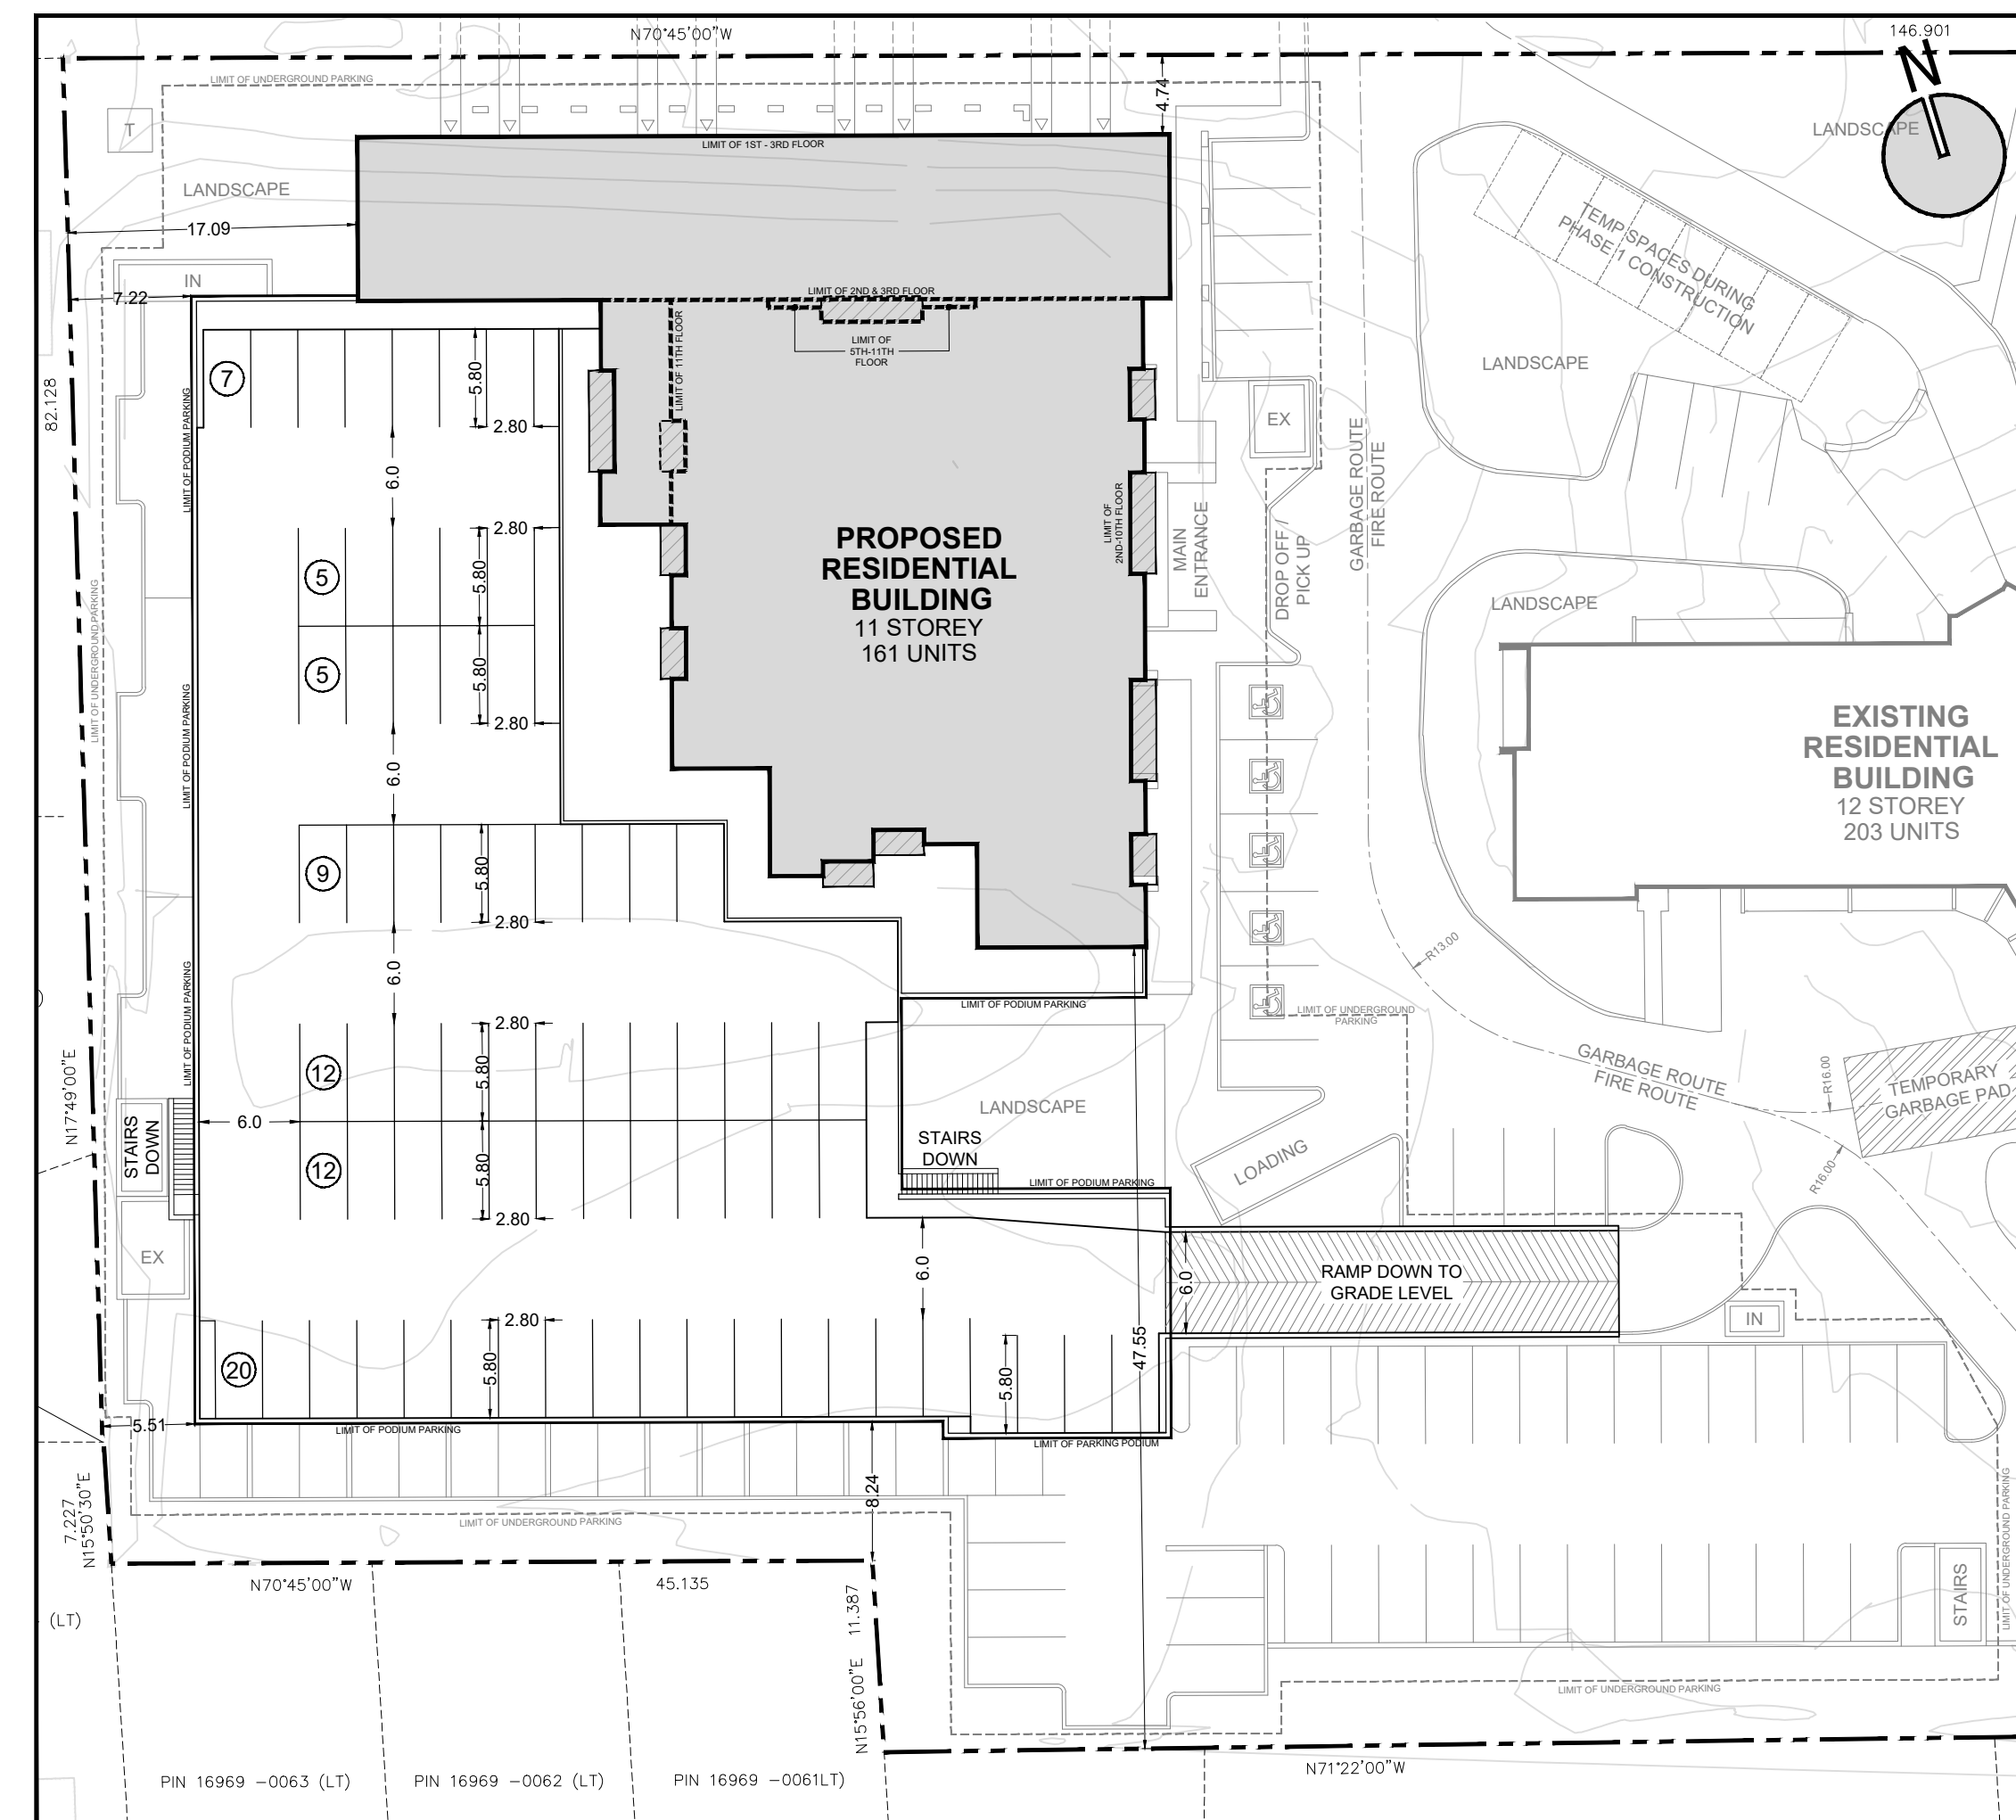 N70°45'00"W
146.901
N
LIMIT OF UNDERGROUND PARKING
4.74
T
LANDSCAPE
LIMIT OF 1ST - 3RD FLOOR
LANDSCAPE
17.09
TEMP SPACES DURING
PHASE 1 CONSTRUCTION
IN
7.22
LIMIT OF 2ND & 3RD FLOOR
LIMIT OF
5TH-11TH
FLOOR
LIMIT OF 11TH FLOOR
LANDSCAPE
7
5.80
2.80
82.128
LIMIT OF PODIUM PARKING
EX
GARBAGE ROUTE
FIRE ROUTE
6.0
2.80
LIMIT OF
2ND-10TH FLOOR
MAIN
ENTRANCE
DROP OFF /
PICK UP
PROPOSED
RESIDENTIAL
BUILDING
11 STOREY
161 UNITS
5
5.80
LANDSCAPE
LIMIT OF UNDERGROUND PARKING
5
5.80
2.80
LIMIT OF PODIUM PARKING
6.0
EXISTING
RESIDENTIAL
BUILDING
12 STOREY
203 UNITS
9
5.80
2.80
R13.00
6.0
LIMIT OF PODIUM PARKING
LIMIT OF PODIUM PARKING
LIMIT OF UNDERGROUND
PARKING
2.80
N17°49'00"E
12
5.80
GARBAGE ROUTE
FIRE ROUTE
R16.00
TEMPORARY
GARBAGE PAD
6.0
LANDSCAPE
STAIRS
DOWN
STAIRS
DOWN
LOADING
12
5.80
R16.00
LIMIT OF PODIUM PARKING
2.80
EX
6.0
6.0
RAMP DOWN TO
GRADE LEVEL
IN
2.80
47.55
20
5.80
5.80
5.51
LIMIT OF PODIUM PARKING
LIMIT OF PARKING PODIUM
8.24
7.227
N15°50'30"E
LIMIT OF UNDERGROUND PARKING
LIMIT OF UNDERGROUND PARKING
N70°45'00"W
45.135
STAIRS
(LT)
N15°56'00"E 11.387
LIMIT OF UNDERGROUND PARKING
N71°22'00"W
PIN 16969 -0063 (LT)
PIN 16969 -0062 (LT)
PIN 16969 -0061LT)